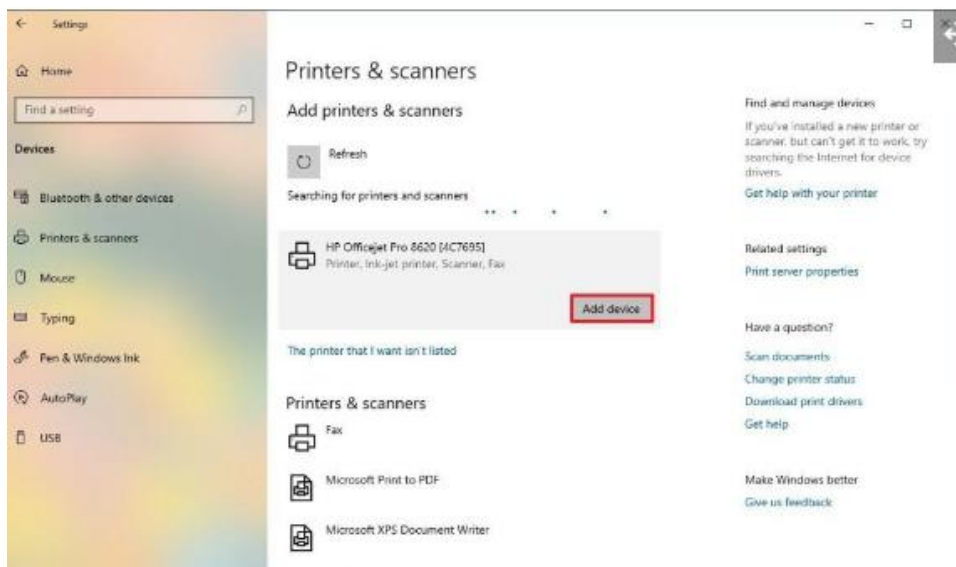 Settings
Home
Find a setting
Devices
Bluetooth & other devices
Printers & scanners
Mouse
Typing
Pen & Windows Ink
AutoPlay
USB
Printers & scanners
Add printers & scanners
Refresh
Searching for printers and scanners
HP Officejet Pro 8620 [4C7695]
Printer, Ink-jet printer, Scanner, Fax
Add device
The printer that I want isn't listed
Printers & scanners
Fax
Microsoft Print to PDF
Microsoft XPS Document Writer
Find and manage devices
If you've installed a new printer or
scanner, but can't get it to work, try
searching the Internet for device
drivers.
Get help with your printer
Related settings
Print server properties
Have a question?
Scan documents
Change printer status
Download print drivers
Get help
Make Windows better
Give us feedback